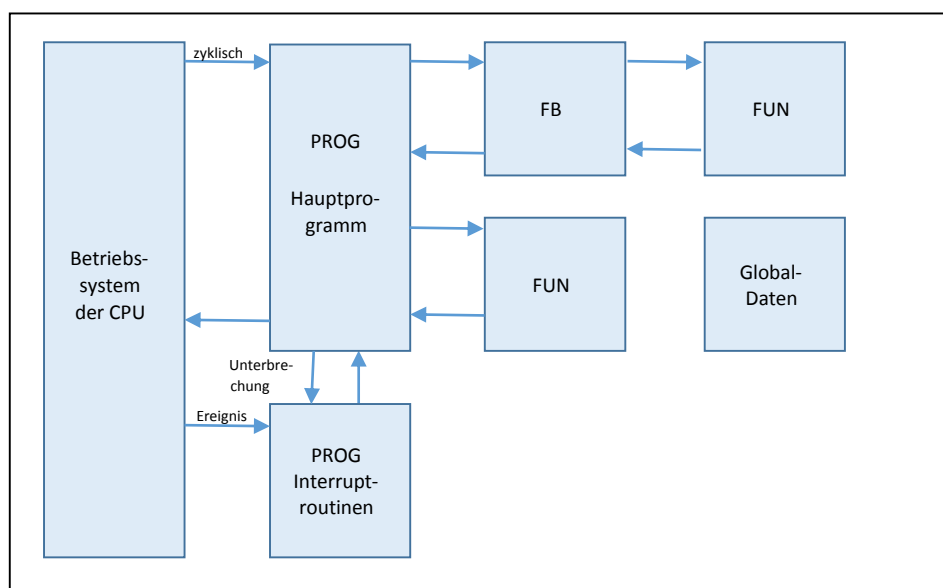 zyklisch
Betriebs-
system
der CPU
PROG
Hauptpro-
gramm
FB
FUN
FUN
Global-
Daten
Unterbre-
chung
Ereignis
PROG
Interrupt-
routinen